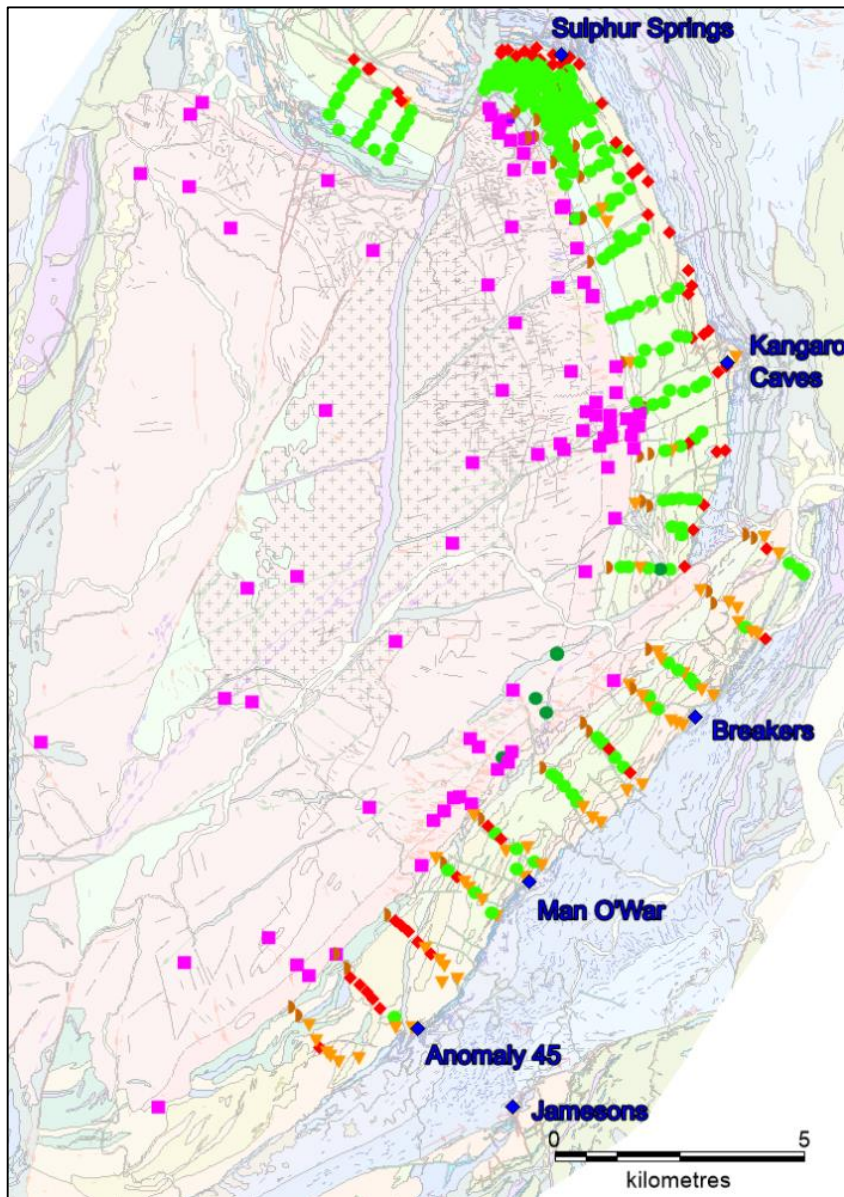 Sulphur Springs
Kangaro
Caves
Breakers
Man O'War
Anomaly 45
Jamesons
0 5
kilometres